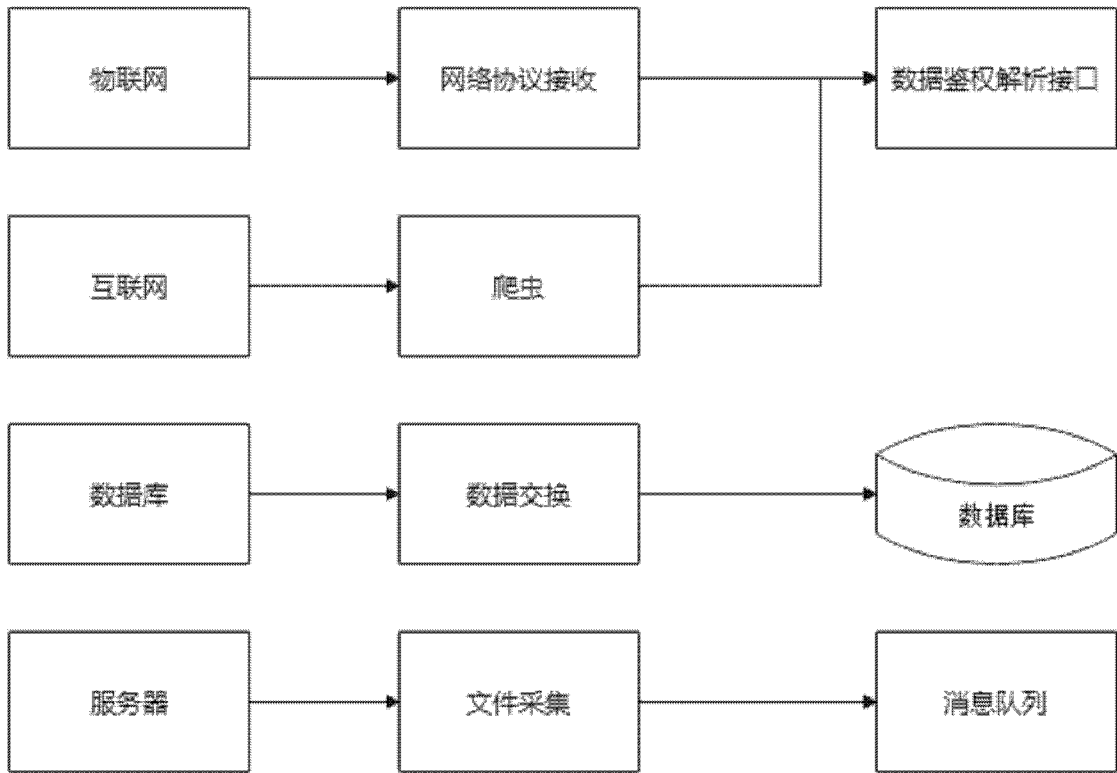 物联网
网络协议接收
数据鉴权解析接口
互联网
爬虫
数据库
数据交换
数据库
服务器
文件采集
消息队列